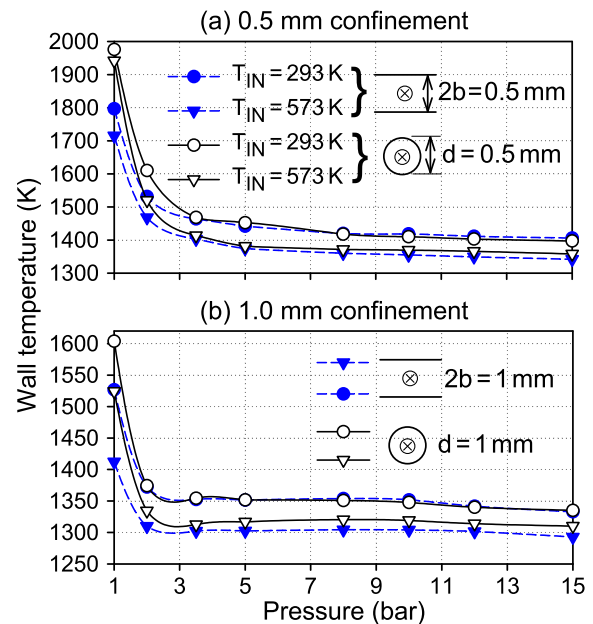 (a) 0.5 mm confinement
2000
1900
1800
1700
1600
1500
1400
1300
T_IN = 293 K
T_IN = 573 K
} 2b = 0.5 mm
T_IN = 293 K
T_IN = 573 K
} d = 0.5 mm
Wall temperature (K)
(b) 1.0 mm confinement
1600
1550
1500
1450
1400
1350
1300
1250
2b = 1 mm
d = 1 mm
1 3 5 7 9 11 13 15
Pressure (bar)